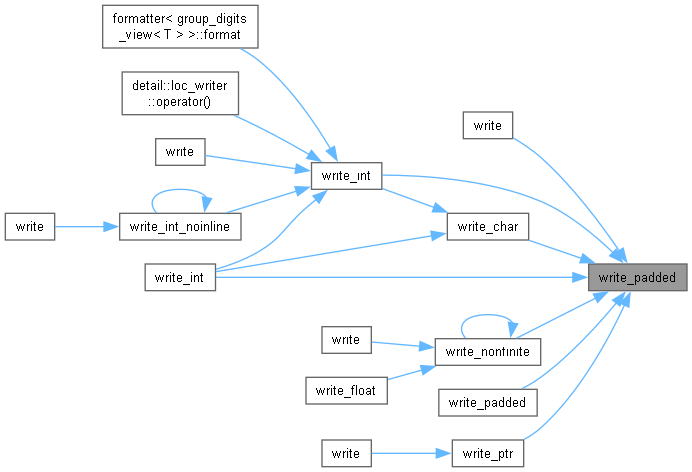 formatter< group_digits
_view< T > >::format
detail::loc_writer
::operator()
write
write
write_int
write
write_int_noinline
write_char
write_int
write_padded
write
write_nonfinite
write_float
write_padded
write
write_ptr